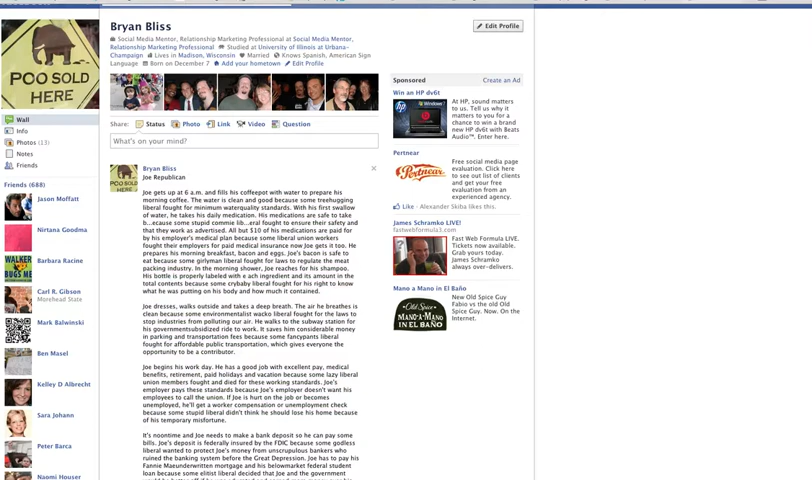 Bryan Bliss
Edit Profile
Social Media Mentor, Relationship Marketing Professional at Social Media Mentor,
Relationship Marketing Professional Studied at University of Illinois at Urbana-
Champaign Lives in Madison, Wisconsin Married Knows Spanish, American Sign
Language Born on December 7 Add your hometown Edit Profile
POO SOLD
HERE
Wall
Info
Photos (13)
Notes
Friends
Friends (688)
Jason Moffatt
Nirtana Goodma
Barbara Racine
WALKER
BUGS
ME
Carl R. Gibson
Morehead State
Mark Balwinski
Ben Masel
Kelley D Albrecht
Sara Johann
Peter Barca
Naomi Houser
Share: Status Photo Link Video Question
What's on your mind?
POO SOLD
HERE
Bryan Bliss
Joe Republican
Joe gets up at 6 a.m. and fills his coffeepot with water to prepare his
morning coffee. The water is clean and good because some treehugging
liberal fought for minimum waterquality standards. With his first swallow
of water, he takes his daily medication. His medications are safe to take
b...ecause some stupid commie lib...eral fought to ensure their safety and
that they work as advertised. All but $10 of his medications are paid for
by his employer's medical plan because some liberal union workers
fought their employers for paid medical insurance now Joe gets it too. He
prepares his morning breakfast, bacon and eggs. Joe's bacon is safe to
eat because some girlyman liberal fought for laws to regulate the meat
packing industry. In the morning shower, Joe reaches for his shampoo.
His bottle is properly labeled with e ach ingredient and its amount in the
total contents because some crybaby liberal fought for his right to know
what he was putting on his body and how much it contained.
Joe dresses, walks outside and takes a deep breath. The air he breathes is
clean because some environmentalist wacko liberal fought for the laws to
stop industries from polluting our air. He walks to the subway station for
his governmentsubsidized ride to work. It saves him considerable money
in parking and transportation fees because some fancypants liberal
fought for affordable public transportation, which gives everyone the
opportunity to be a contributor.
Joe begins his work day. He has a good job with excellent pay, medical
benefits, retirement, paid holidays and vacation because some lazy liberal
union members fought and died for these working standards. Joe's
employer pays these standards because Joe's employer doesn't want his
employees to call the union. If Joe is hurt on the job or becomes
unemployed, he'll get a worker compensation or unemployment check
because some stupid liberal didn't think he should lose his home because
of his temporary misfortune.
It's noontime and Joe needs to make a bank deposit so he can pay some
bills. Joe's deposit is federally insured by the FDIC because some godless
liberal wanted to protect Joe's money from unscrupulous bankers who
ruined the banking system before the Great Depression. Joe has to pay his
Fannie Maeunderwritten mortgage and his belowmarket federal student
loan because some elitist liberal decided that Joe and the government
Sponsored
Create an Ad
Win an HP dv6t
At HP, sound matters
to us. Tell us why it
matters to you for a
chance to win a brand
new HP dv6t with Beats
Audio™. Enter here.
Pertnear
Pertnear
Free social media page
evaluation. Click here
to see out list of clients
and get your free
evaluation from an
experienced agency.
Like · Alexander Skiba likes this.
James Schramko LIVE!
fastwebformula3.com
Fast Web Formula LIVE.
Tickets now available.
Grab yours today.
James Schramko
always over-delivers.
Mano a Mano in El Baño
Old Spice
MANO·A·MANO
IN EL BAÑO
New Old Spice Guy
Fabio vs the old Old
Spice Guy. Now. On the
Internet.